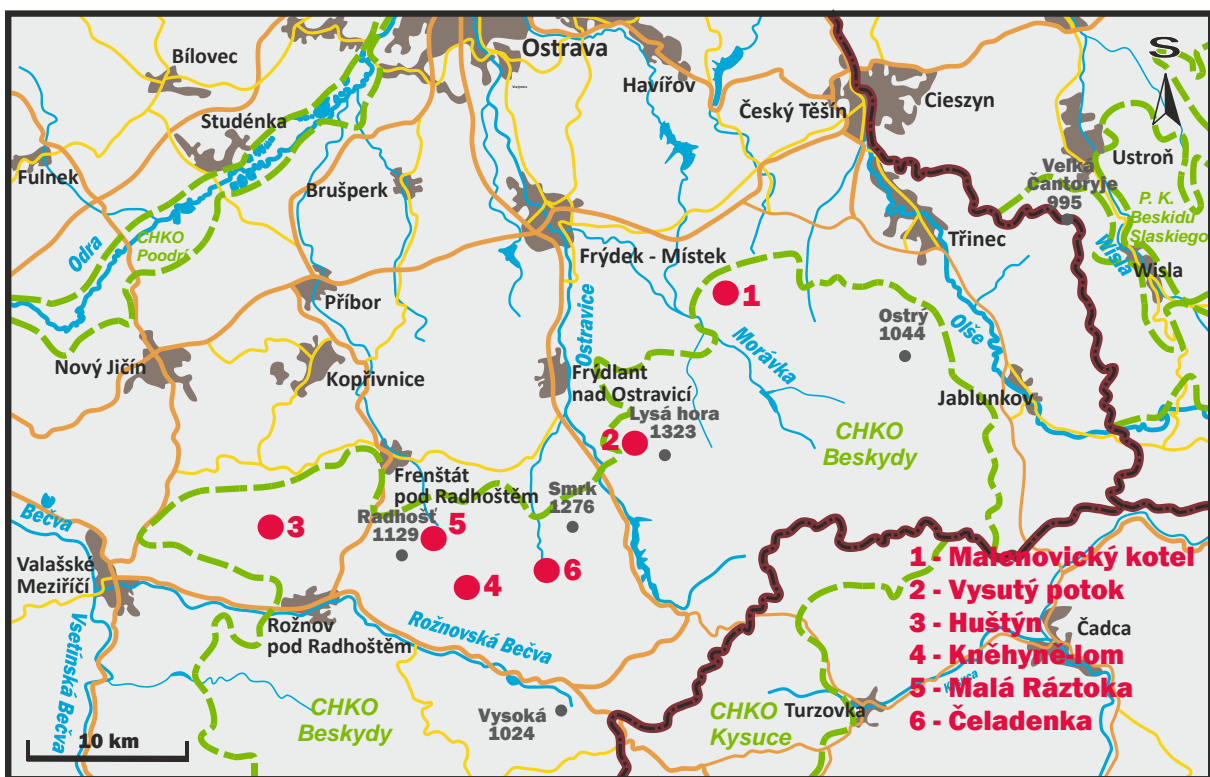 Ostrava
Bílovec
S
Havířov
Cieszyn
Český Těšín
Studénka
Ustroń
Fulnek
Velká
Čantoryje
995
Brušperk
P. K.
Beskidu
Slaskiego
Odra
CHKO
Poodří
Třinec
Frýdek - Místek
Wisla
Wisla
1
Příbor
Ostravice
Ostrý
1044
Olše
Morávka
Nový Jičín
Kopřivnice
Frýdlant
nad Ostravicí
Jablunkov
Lysá hora
1323
2
CHKO
Beskydy
Frenštát
pod Radhoštěm
Smrk
1276
Bečva
3
Radhošť
1129
5
Valašské
Meziříčí
4
6
1 - Malenovický kotel
2 - Vysutý potok
3 - Huštýn
4 - Kněhyně-lom
5 - Malá Ráztoka
6 - Čeladenka
Rožnov
pod Radhoštěm
Rožnovská Bečva
Čadca
Vsetínská Bečva
CHKO
Beskydy
Vysoká
1024
CHKO
Kysuce
Turzovka
10 km